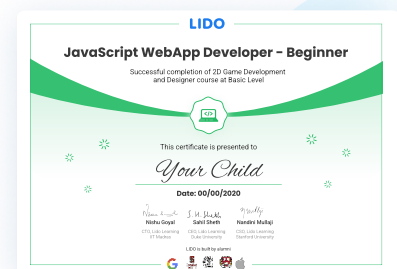 LIDO
JavaScript WebApp Developer - Beginner
Successful completion of 2D Game Development
and Designer course at Basic Level
</>
This certificate is presented to
Your Child
Date: 00/00/2020
Nishu Goyal Sahil Sheth Nandini Mullaji
CTO, Lido Learning CEO, Lido Learning CSO, Lido Learning
IIT Madras Duke University Stanford University
LIDO is built by alumni